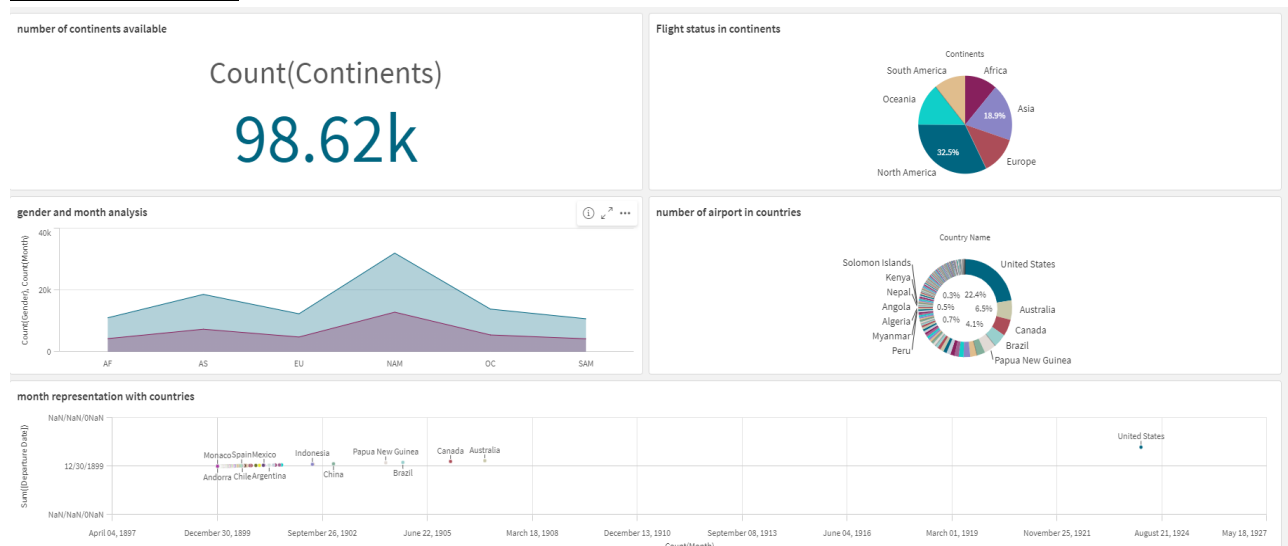 number of continents available
Count(Continents)
98.62k
Flight status in continents
Continents
South America
Africa
Oceania
Asia
18.9%
32.5%
Europe
North America
gender and month analysis
Count(Gender), Count(Month)
40k
20k
0
AF
AS
EU
NAM
OC
SAM
number of airport in countries
Country Name
Solomon Islands
United States
Kenya
Nepal
0.3%
22.4%
Angola
0.5%
6.5%
Australia
Algeria
0.7%
4.1%
Canada
Myanmar
Brazil
Peru
Papua New Guinea
month representation with countries
Sum([Departure Date])
NaN/NaN/0NaN
12/30/1899
NaN/NaN/0NaN
United States
Monaco
Spain
Mexico
Indonesia
Papua New Guinea
Canada
Australia
Andorra
Chile
Argentina
China
Brazil
April 04, 1897
December 30, 1899
September 26, 1902
June 22, 1905
March 18, 1908
December 13, 1910
September 08, 1913
June 04, 1916
March 01, 1919
November 25, 1921
August 21, 1924
May 18, 1927
Count(Month)